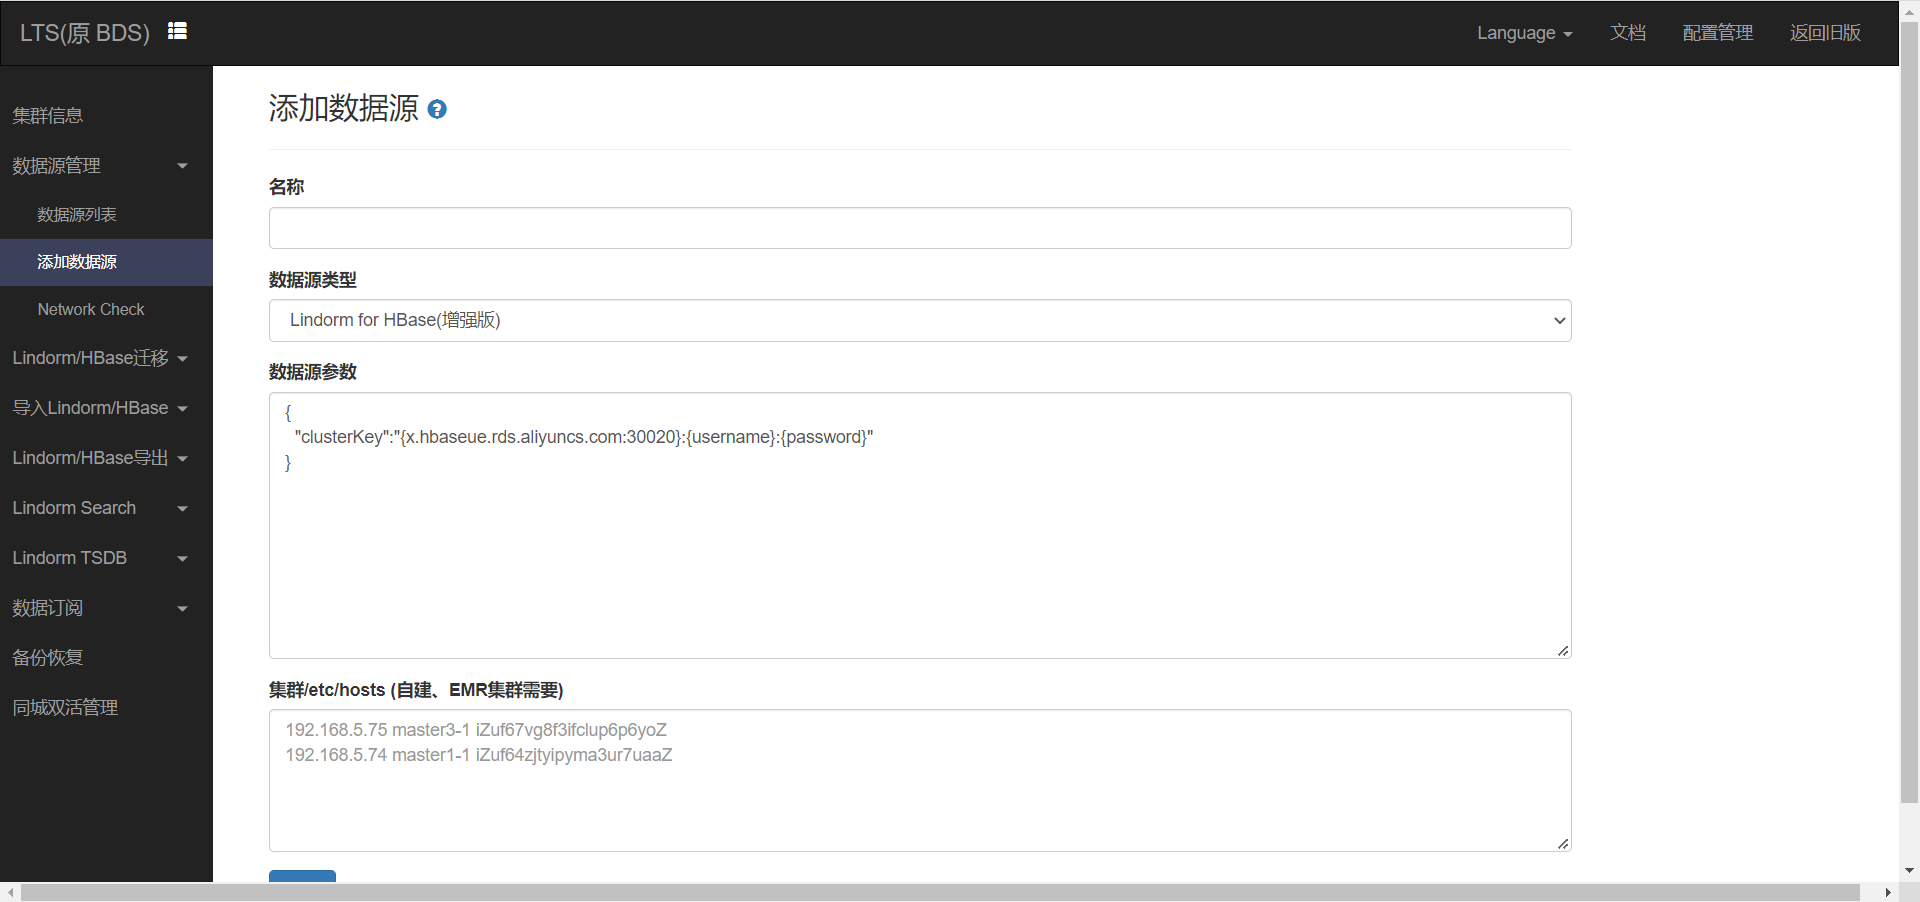 LTS(原 BDS)
Language
文档
配置管理
返回旧版
集群信息
数据源管理
数据源列表
添加数据源
Network Check
Lindorm/HBase迁移
导入Lindorm/HBase
Lindorm/HBase导出
Lindorm Search
Lindorm TSDB
数据订阅
备份恢复
同城双活管理
添加数据源
名称
数据源类型
Lindorm for HBase(增强版)
数据源参数
{
"clusterKey":"{x.hbaseue.rds.aliyuncs.com:30020}:{username}:{password}"
}
集群/etc/hosts (自建、EMR集群需要)
192.168.5.75 master3-1 iZuf67vg8f3ifclup6p6yoZ
192.168.5.74 master1-1 iZuf64zjtyipyma3ur7uaaZ